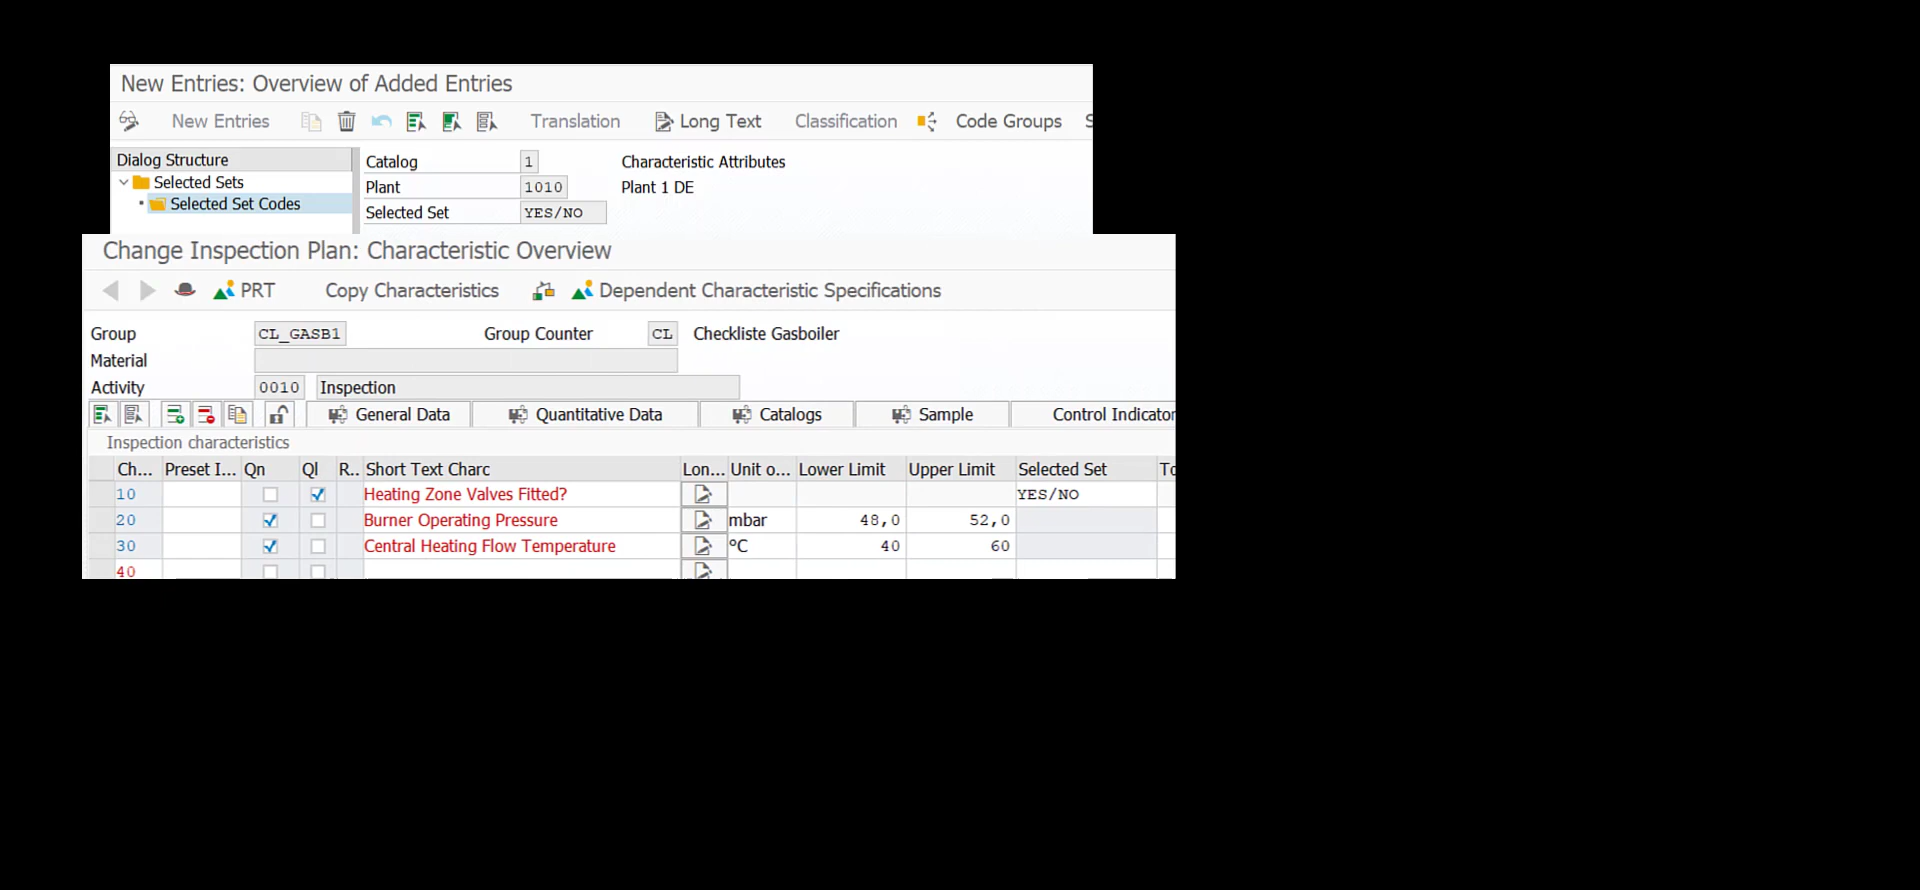 New Entries: Overview of Added Entries
New Entries Translation Long Text Classification Code Groups
Dialog Structure
Selected Sets
Selected Set Codes
Catalog 1 Characteristic Attributes
Plant 1010 Plant 1 DE
Selected Set YES/NO
Change Inspection Plan: Characteristic Overview
PRT Copy Characteristics Dependent Characteristic Specifications
Group CL_GASB1 Group Counter CL Checkliste Gasboiler
Material
Activity 0010 Inspection
General Data Quantitative Data Catalogs Sample Control Indicator
Inspection characteristics
Ch... Preset I... Qn Ql R.. Short Text Charc Lon... Unit o... Lower Limit Upper Limit Selected Set
10 Heating Zone Valves Fitted? YES/NO
20 Burner Operating Pressure mbar 48,0 52,0
30 Central Heating Flow Temperature °C 40 60
40